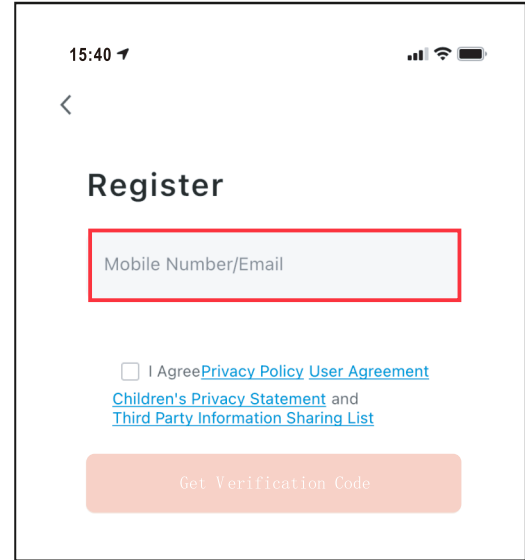 15:40
Register
Mobile Number/Email
I AgreePrivacy Policy User Agreement
Children's Privacy Statement and
Third Party Information Sharing List
Get Verification Code